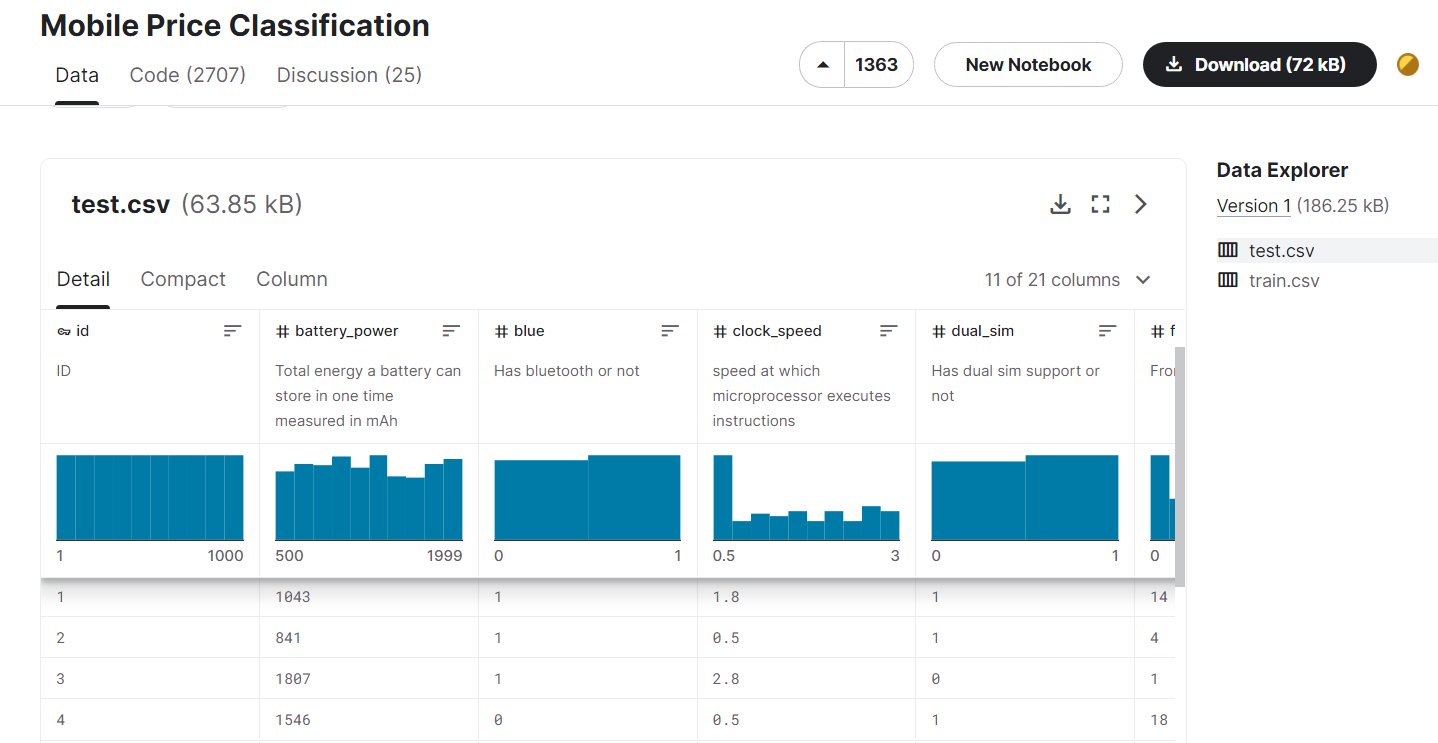 Mobile Price Classification
Data Code (2707) Discussion (25)
1363 New Notebook Download (72 kB)
test.csv (63.85 kB)
Detail Compact Column 11 of 21 columns
id battery_power blue clock_speed dual_sim f
ID Total energy a battery can store in one time measured in mAh Has bluetooth or not speed at which microprocessor executes instructions Has dual sim support or not Fron
1 1000 500 1999 0 1 0.5 3 0 1 0
1 1043 1 1.8 1 14
2 841 1 0.5 1 4
3 1807 1 2.8 0 1
4 1546 0 0.5 1 18
Data Explorer
Version 1 (186.25 kB)
test.csv
train.csv